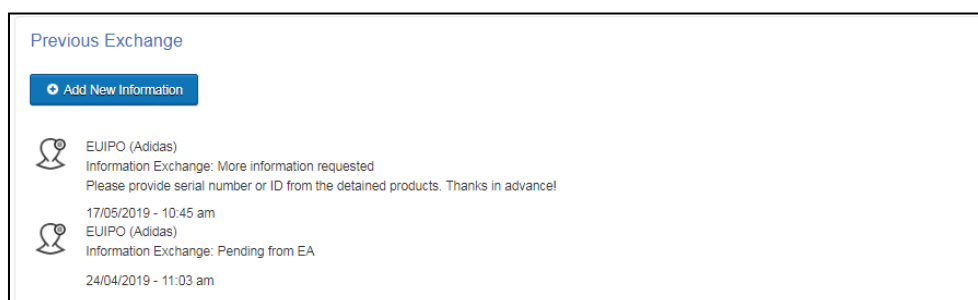 Previous Exchange
Add New Information
EUIPO (Adidas)
Information Exchange: More information requested
Please provide serial number or ID from the detained products. Thanks in advance!
17/05/2019 - 10:45 am
EUIPO (Adidas)
Information Exchange: Pending from EA
24/04/2019 - 11:03 am